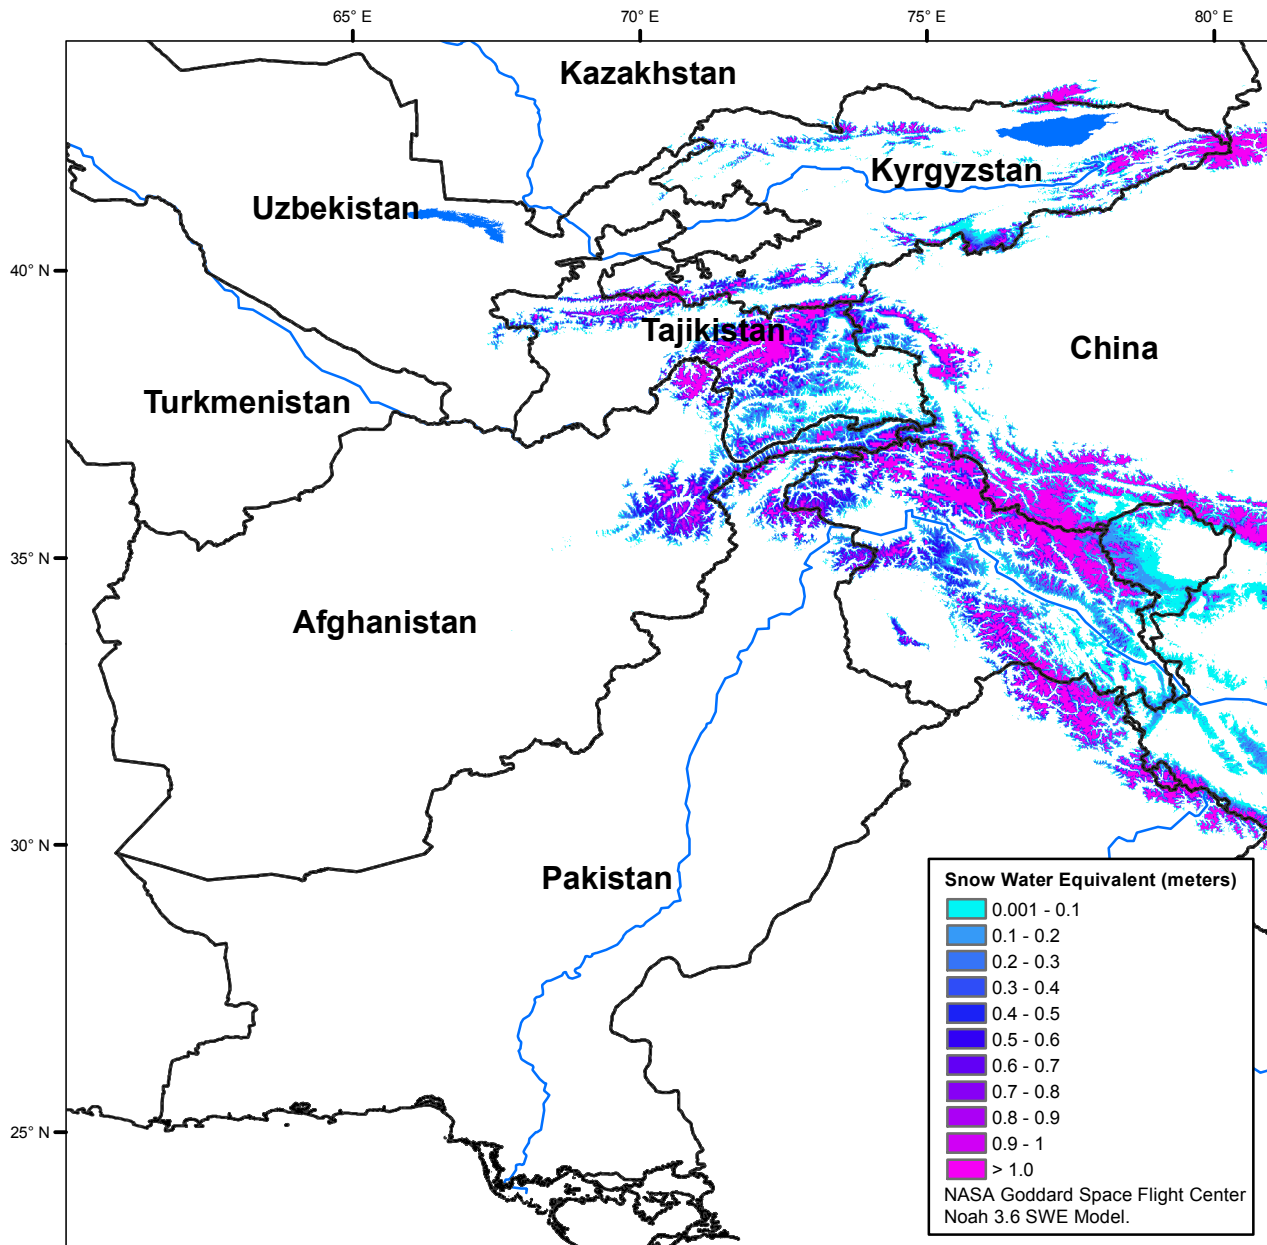 65° E
70° E
75° E
80° E
Kazakhstan
Kyrgyzstan
Uzbekistan
40° N
Tajikistan
China
Turkmenistan
35° N
Afghanistan
30° N
Pakistan
Snow Water Equivalent (meters)
0.001 - 0.1
0.1 - 0.2
0.2 - 0.3
0.3 - 0.4
0.4 - 0.5
0.5 - 0.6
0.6 - 0.7
0.7 - 0.8
0.8 - 0.9
0.9 - 1
> 1.0
NASA Goddard Space Flight Center
Noah 3.6 SWE Model.
25° N